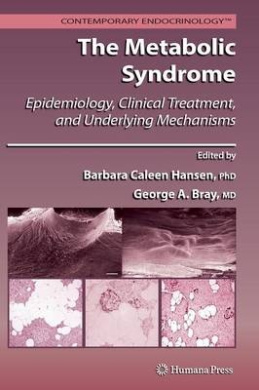 CONTEMPORARY ENDOCRINOLOGY™
The Metabolic
Syndrome
Epidemiology, Clinical Treatment,
and Underlying Mechanisms
Edited by
Barbara Caleen Hansen, PhD
George A. Bray, MD
Humana Press